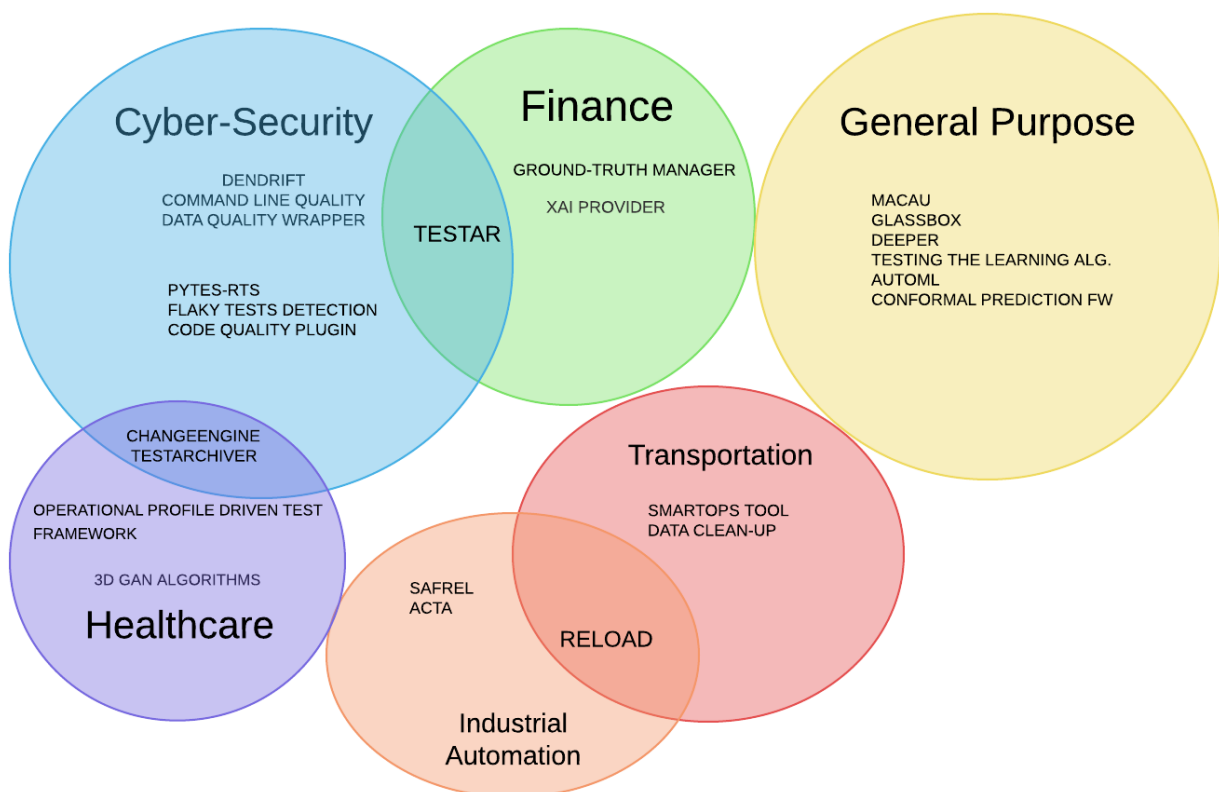 Cyber-Security
DENDRIFT
COMMAND LINE QUALITY
DATA QUALITY WRAPPER
PYTES-RTS
FLAKY TESTS DETECTION
CODE QUALITY PLUGIN
TESTAR
Finance
GROUND-TRUTH MANAGER
XAI PROVIDER
General Purpose
MACAU
GLASSBOX
DEEPER
TESTING THE LEARNING ALG.
AUTOML
CONFORMAL PREDICTION FW
CHANGEENGINE
TESTARCHIVER
OPERATIONAL PROFILE DRIVEN TEST
FRAMEWORK
3D GAN ALGORITHMS
Healthcare
Transportation
SMARTOPS TOOL
DATA CLEAN-UP
SAFREL
ACTA
RELOAD
Industrial
Automation